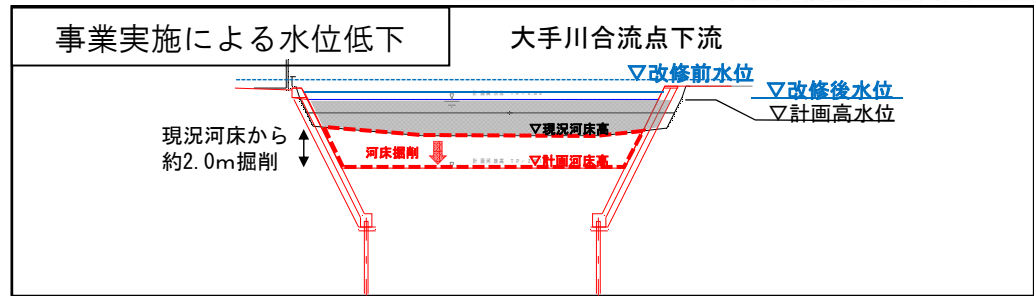 事業実施による水位低下
大手川合流点下流
▽改修前水位
▽改修後水位
▽計画高水位
▽現況河床高
現況河床から
約2.0m掘削
河床掘削
▽計画河床高